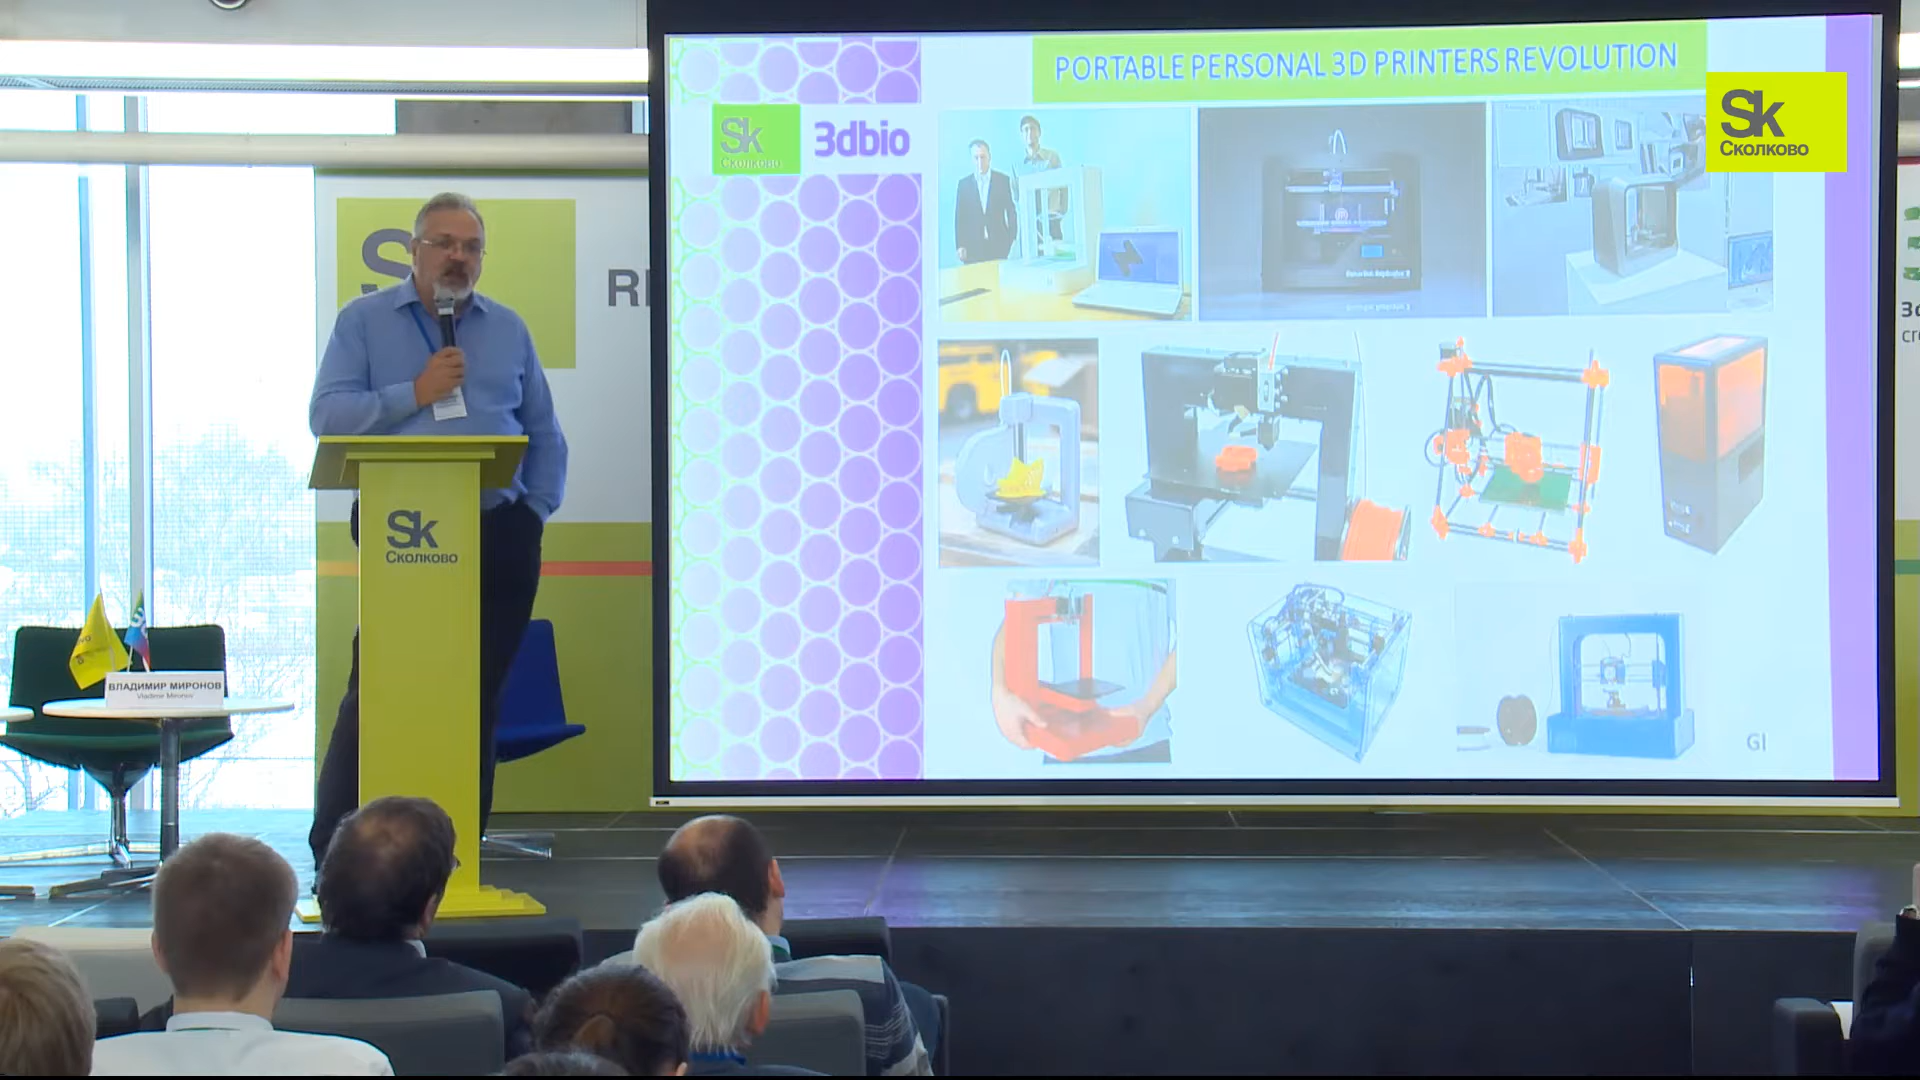 PORTABLE PERSONAL 3D PRINTERS REVOLUTION
Sk
Сколково
3dbio
Sk
Сколково
Sk
Сколково
ВЛАДИМИР МИРОНОВ
Vladimir Mironov
GI